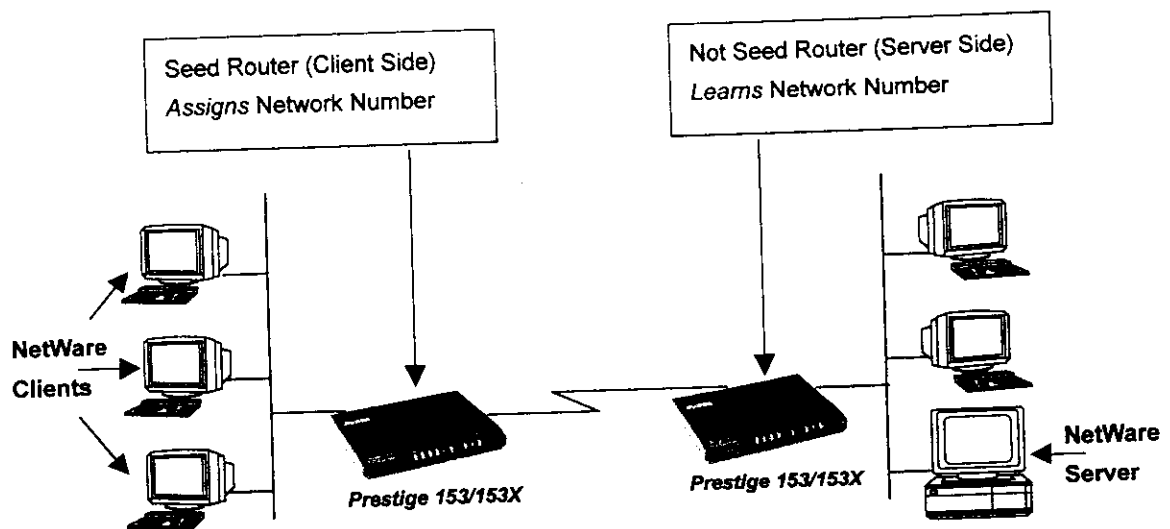 Seed Router (Client Side)
Assigns Network Number
Not Seed Router (Server Side)
Learns Network Number
NetWare
Clients
Prestige 153/153X
Prestige 153/153X
NetWare
Server